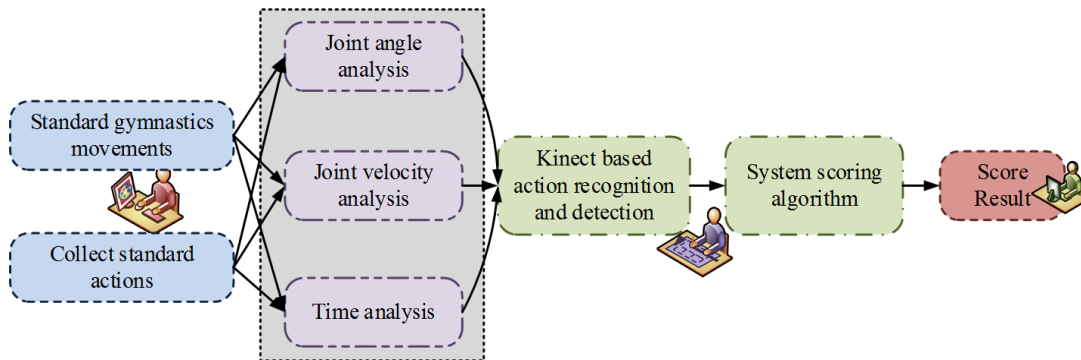 Standard gymnastics
movements
Collect standard
actions
Joint angle
analysis
Joint velocity
analysis
Time analysis
Kinect based
action recognition
and detection
System scoring
algorithm
Score
Result